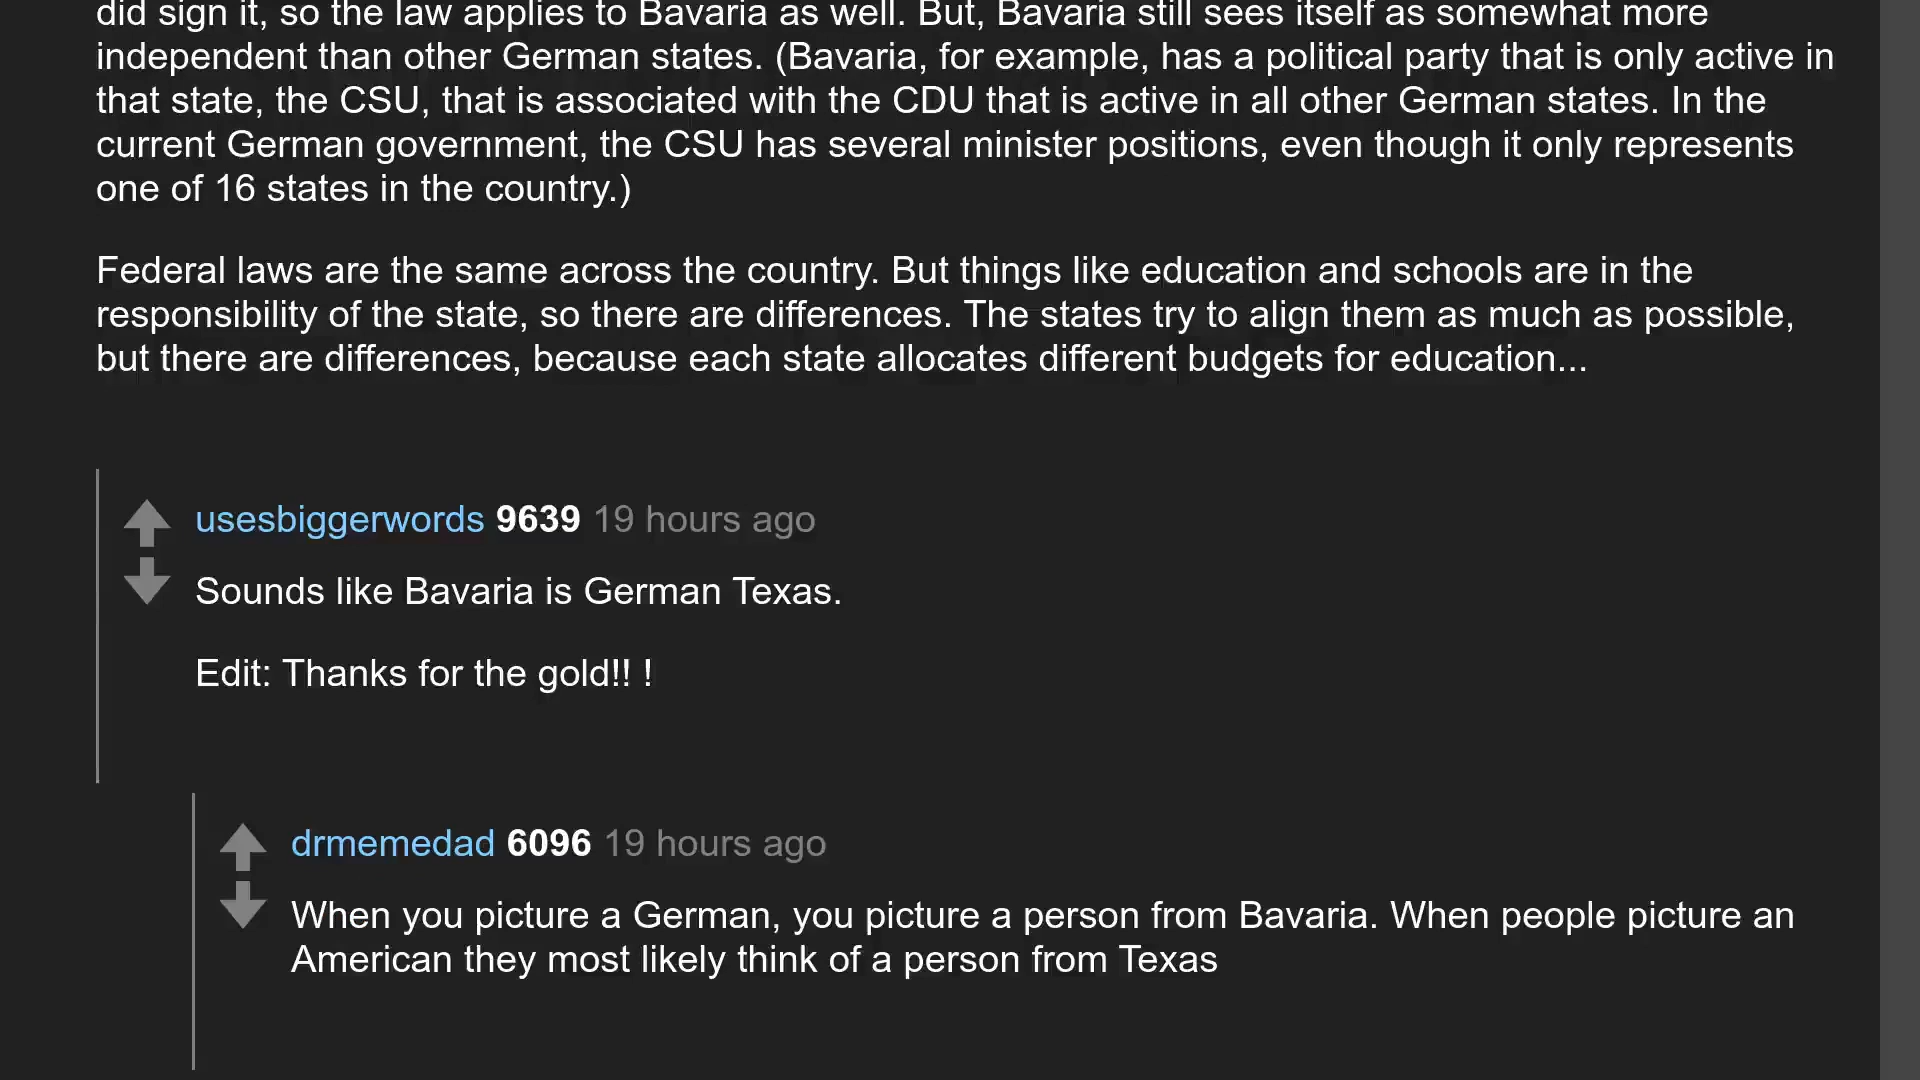 did sign it, so the law applies to Bavaria as well. But, Bavaria still sees itself as somewhat more
independent than other German states. (Bavaria, for example, has a political party that is only active in
that state, the CSU, that is associated with the CDU that is active in all other German states. In the
current German government, the CSU has several minister positions, even though it only represents
one of 16 states in the country.)
Federal laws are the same across the country. But things like education and schools are in the
responsibility of the state, so there are differences. The states try to align them as much as possible,
but there are differences, because each state allocates different budgets for education...
usesbiggerwords 9639 19 hours ago
Sounds like Bavaria is German Texas.
Edit: Thanks for the gold!! !
drmemedad 6096 19 hours ago
When you picture a German, you picture a person from Bavaria. When people picture an
American they most likely think of a person from Texas